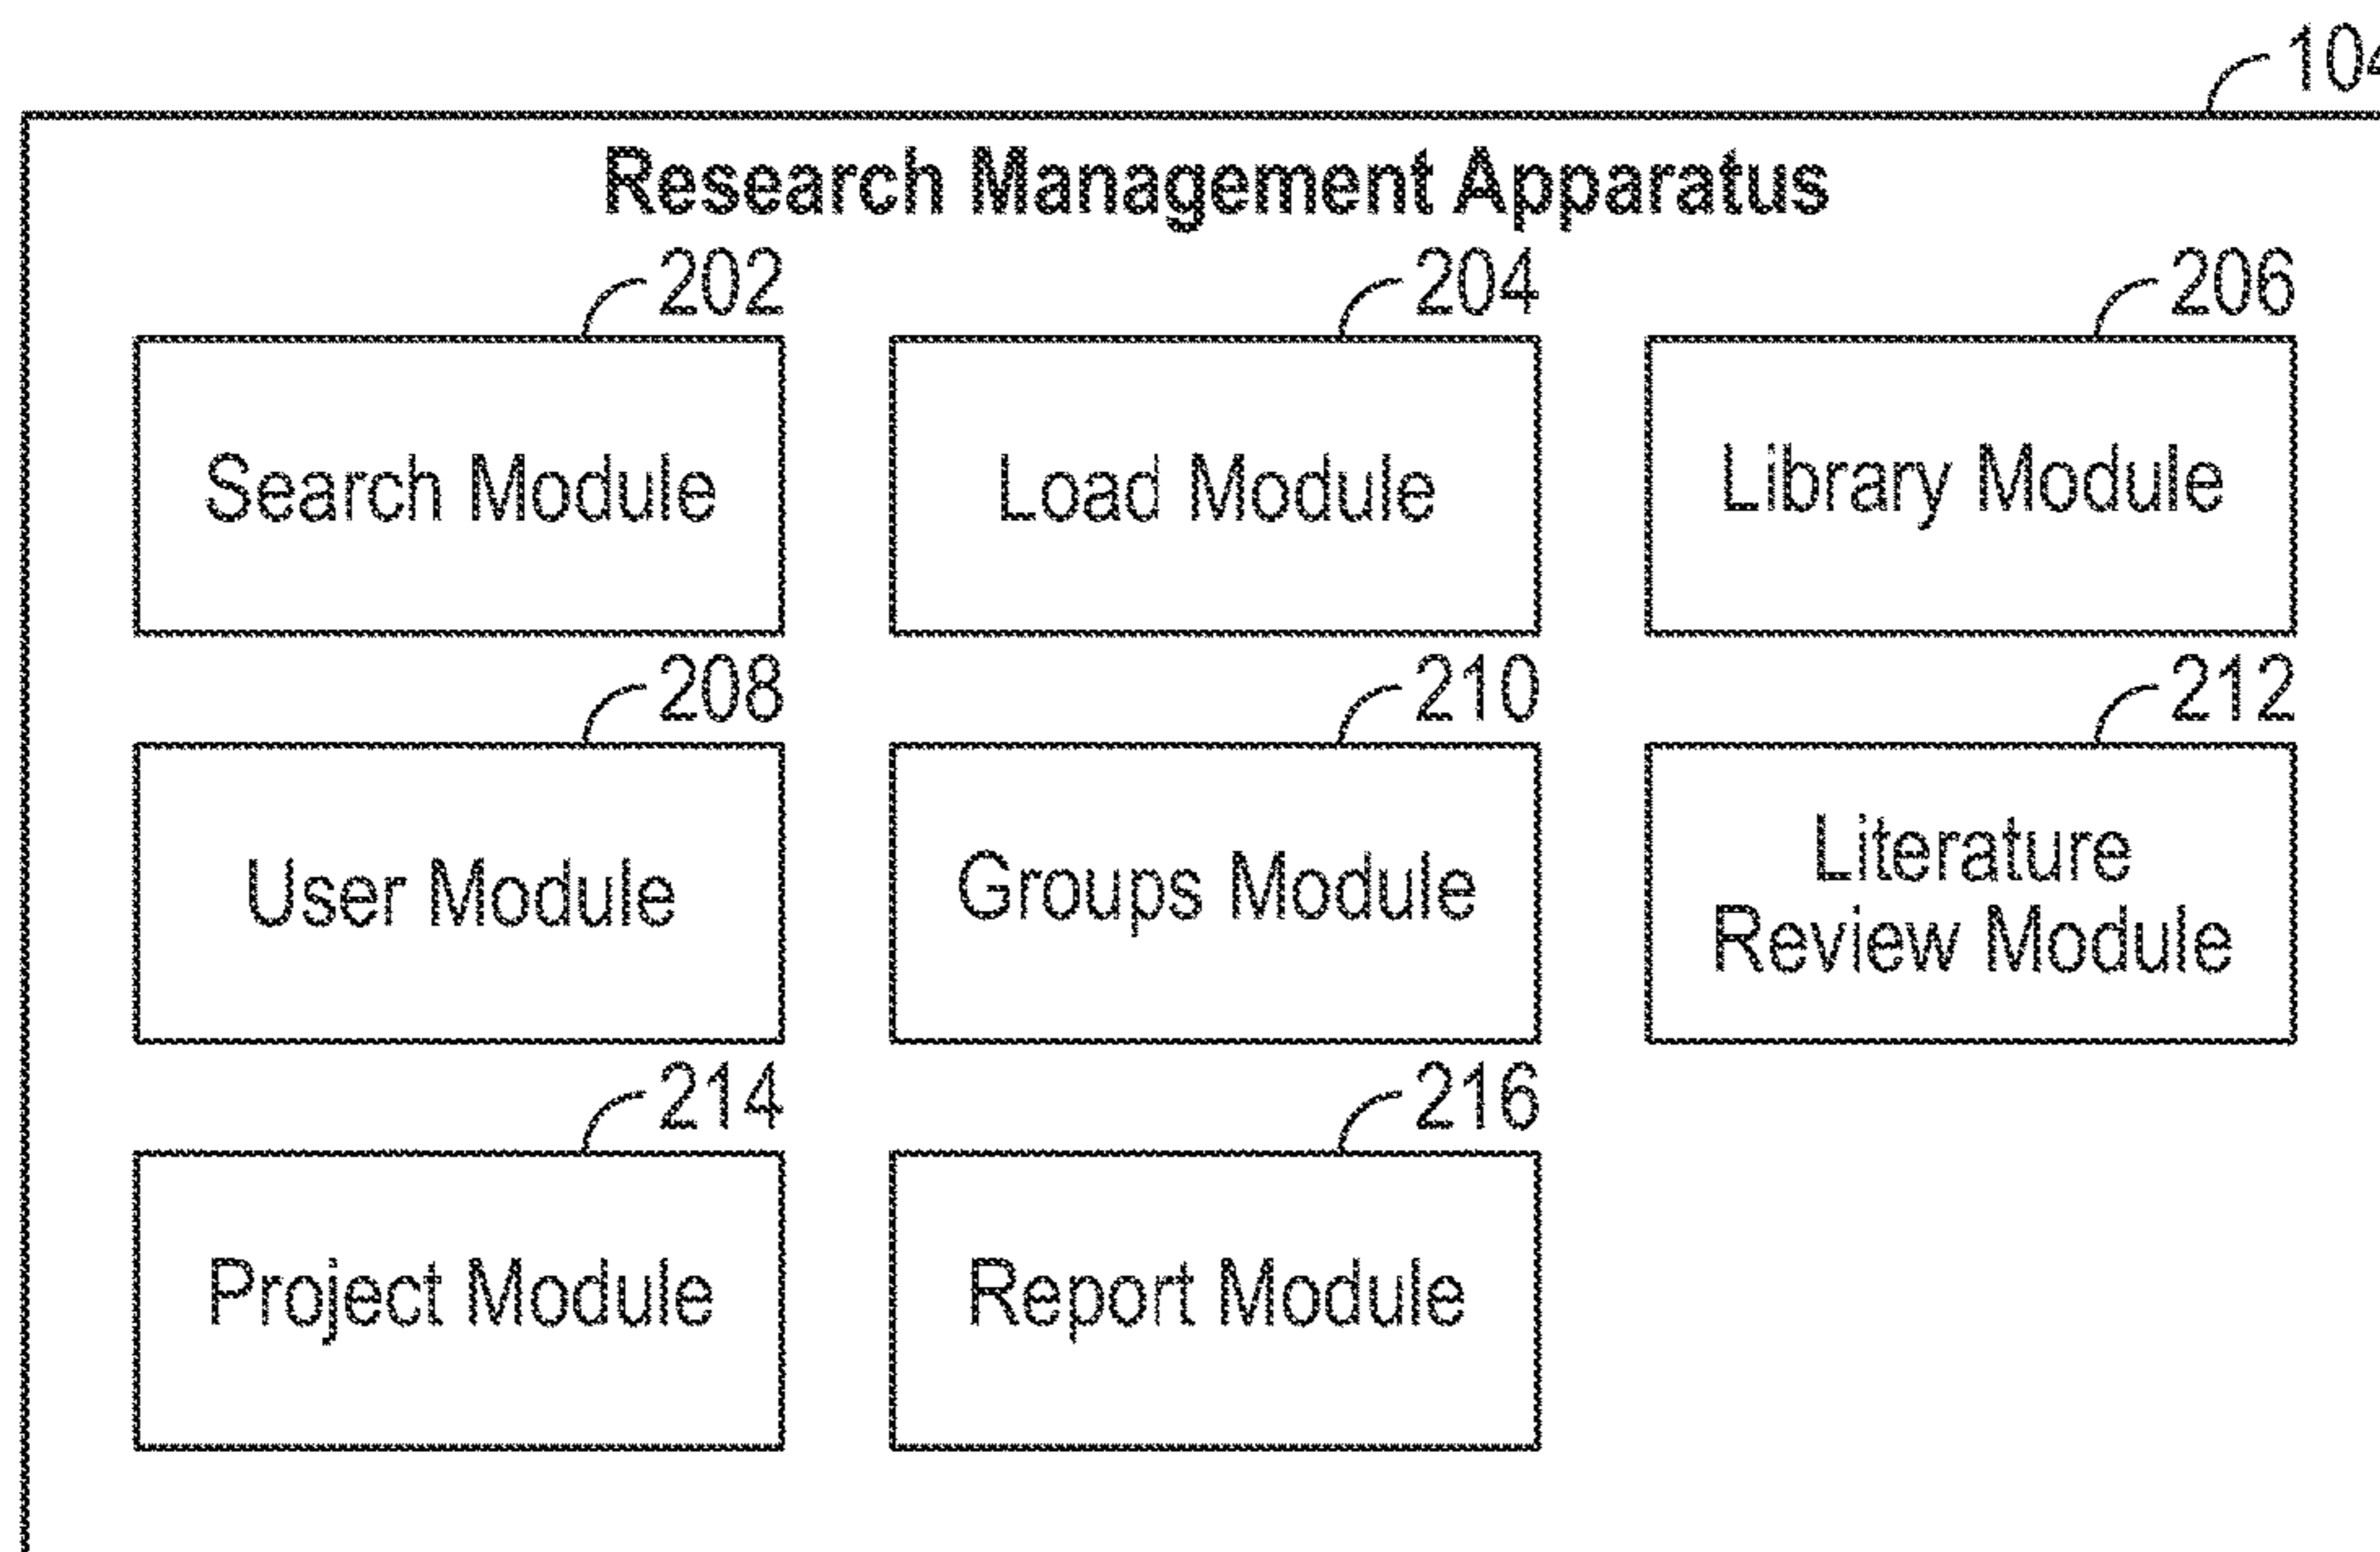 104
Research Management Apparatus
202 204 206
Search Module Load Module Library Module
208 210 212
User Module Groups Module Literature
Review Module
214 216
Project Module Report Module